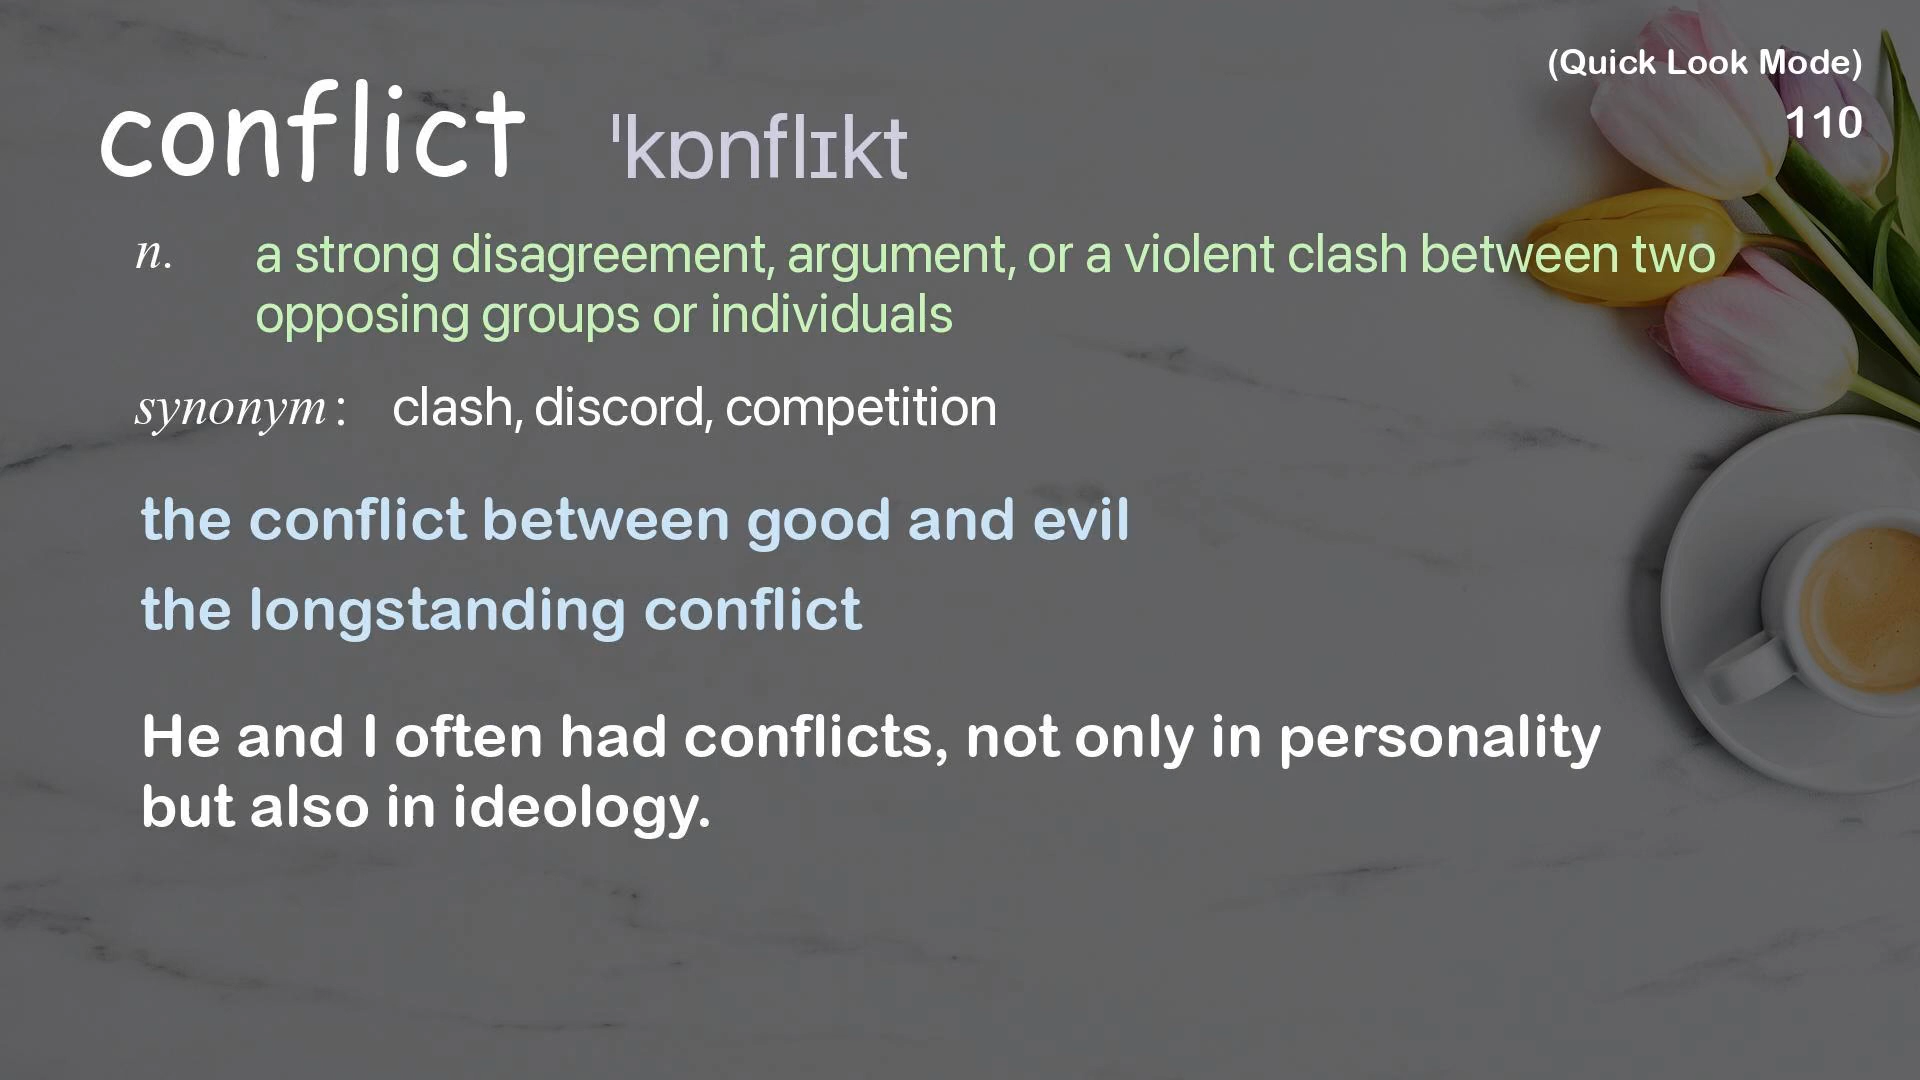 (Quick Look Mode)
110
conflict ˈkɒnflɪkt
n. a strong disagreement, argument, or a violent clash between two
opposing groups or individuals
synonym: clash, discord, competition
the conflict between good and evil
the longstanding conflict
He and I often had conflicts, not only in personality
but also in ideology.